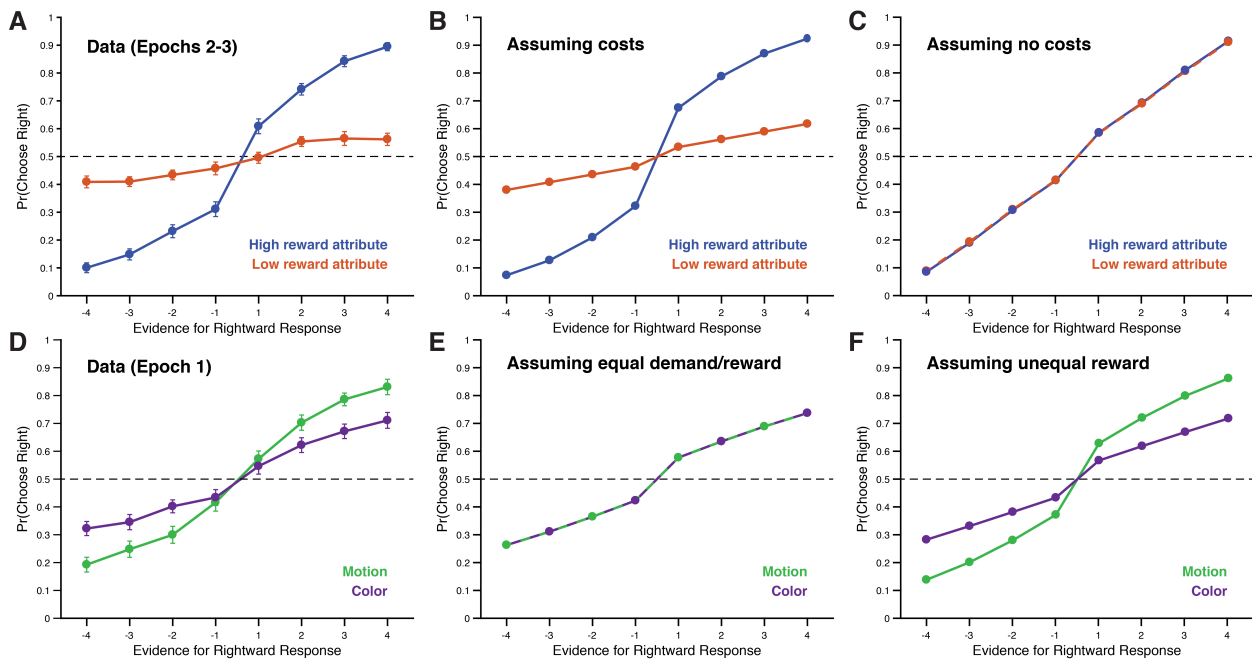 A
Data (Epochs 2-3)
Pr(Choose Right)
1
0.9
0.8
0.7
0.6
0.5
0.4
0.3
0.2
0.1
0
High reward attribute
Low reward attribute
-4 -3 -2 -1 1 2 3 4
Evidence for Rightward Response
B
Assuming costs
Pr(Choose Right)
1
0.9
0.8
0.7
0.6
0.5
0.4
0.3
0.2
0.1
0
High reward attribute
Low reward attribute
-4 -3 -2 -1 1 2 3 4
Evidence for Rightward Response
C
Assuming no costs
Pr(Choose Right)
1
0.9
0.8
0.7
0.6
0.5
0.4
0.3
0.2
0.1
0
High reward attribute
Low reward attribute
-4 -3 -2 -1 1 2 3 4
Evidence for Rightward Response
D
Data (Epoch 1)
Pr(Choose Right)
1
0.9
0.8
0.7
0.6
0.5
0.4
0.3
0.2
0.1
0
Motion
Color
-4 -3 -2 -1 1 2 3 4
Evidence for Rightward Response
E
Assuming equal demand/reward
Pr(Choose Right)
1
0.9
0.8
0.7
0.6
0.5
0.4
0.3
0.2
0.1
0
Motion
Color
-4 -3 -2 -1 1 2 3 4
Evidence for Rightward Response
F
Assuming unequal reward
Pr(Choose Right)
1
0.9
0.8
0.7
0.6
0.5
0.4
0.3
0.2
0.1
0
Motion
Color
-4 -3 -2 -1 1 2 3 4
Evidence for Rightward Response